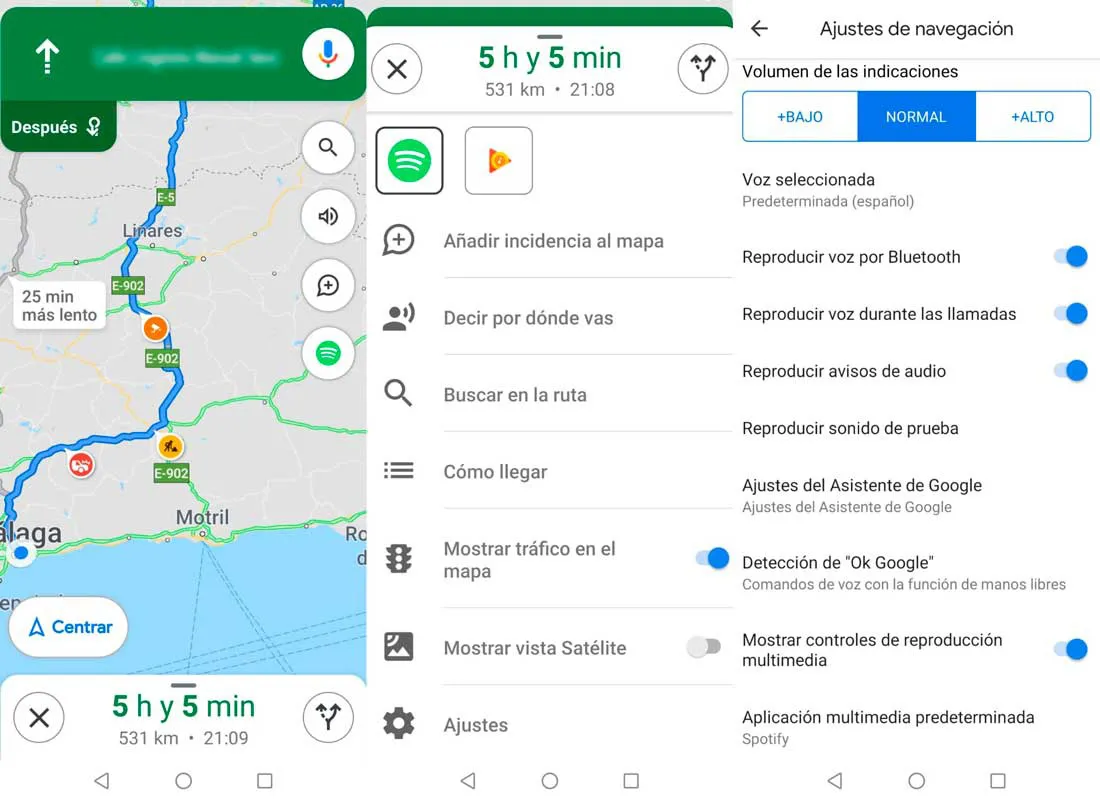 Después
E-5
Linares
E-902
25 min
más lento
E-902
E-902
álaga
Motril
Ro
d
Centrar
5 h y 5 min
531 km • 21:09
5 h y 5 min
531 km • 21:08
Añadir incidencia al mapa
Decir por dónde vas
Buscar en la ruta
Cómo llegar
Mostrar tráfico en el
mapa
Mostrar vista Satélite
Ajustes
Ajustes de navegación
Volumen de las indicaciones
+BAJO
NORMAL
+ALTO
Voz seleccionada
Predeterminada (español)
Reproducir voz por Bluetooth
Reproducir voz durante las llamadas
Reproducir avisos de audio
Reproducir sonido de prueba
Ajustes del Asistente de Google
Ajustes del Asistente de Google
Detección de "Ok Google"
Comandos de voz con la función de manos libres
Mostrar controles de reproducción
multimedia
Aplicación multimedia predeterminada
Spotify